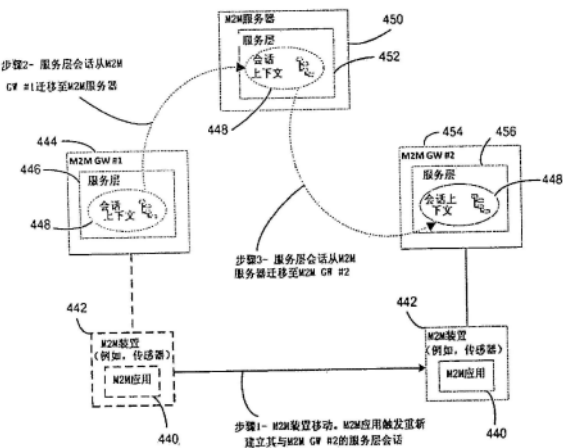 M2M服务器
450
服务层
452
会话
上下文
448
步骤2- 服务层会话从M2M
GW #1迁移至M2M服务器
444
M2M GW #1
446
服务层
448
会话
上下文
454
456
M2M GW #2
服务层
448
会话上
下文
步骤3- 服务层会话从M2M
服务器迁移至M2M GW #2
442
M2M装置
(例如,传感器)
M2M应用
440
442
M2M装置
(例如,传感器)
M2M应用
440
步骤1- M2M装置移动。M2M应用触发重新
建立其与M2M GW #2的服务层会话